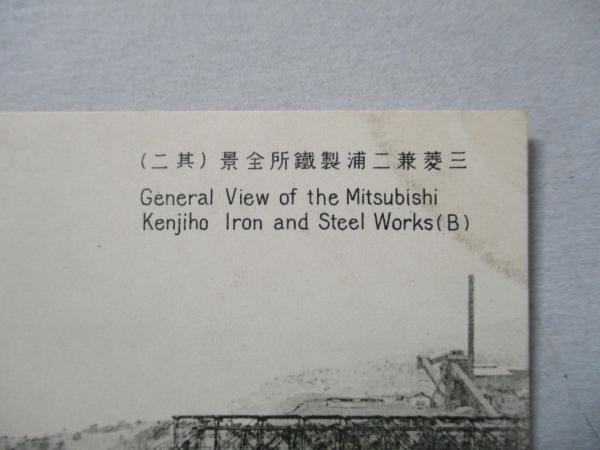 三菱兼二浦製鐵所全景（其二）
General View of the Mitsubishi
Kenjiho Iron and Steel Works(B)